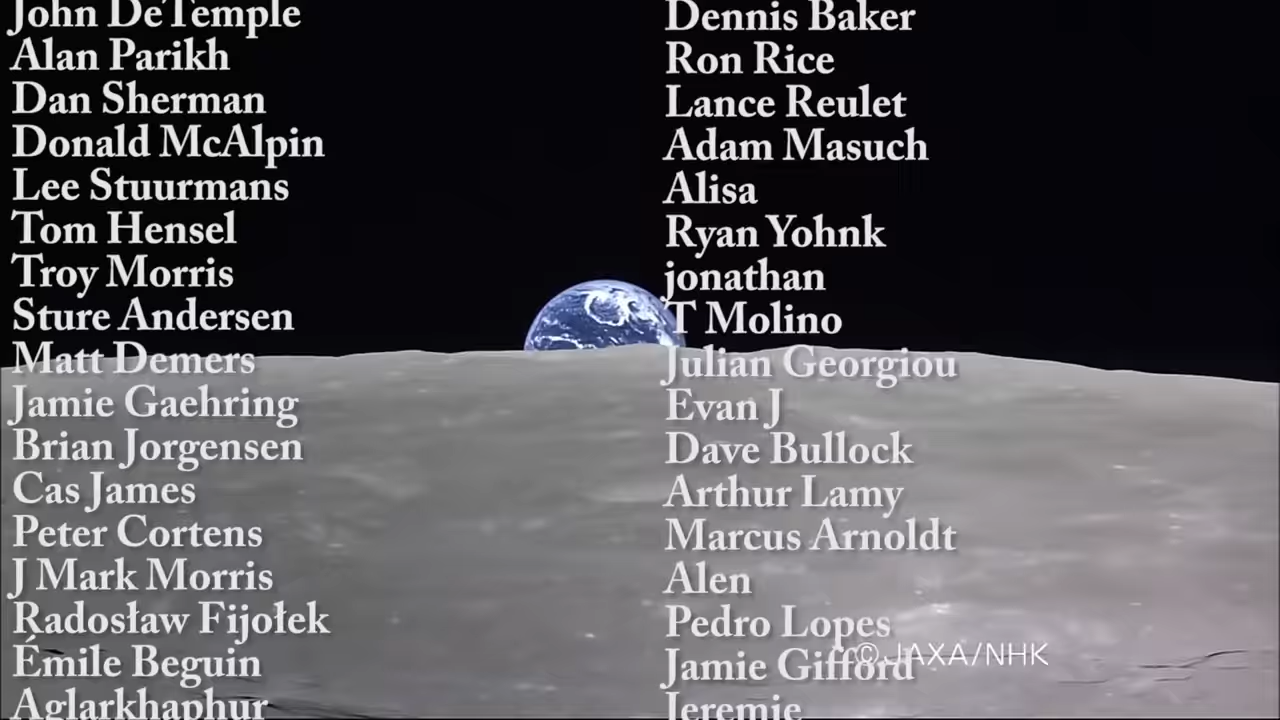 John DeTemple
Alan Parikh
Dan Sherman
Donald McAlpin
Lee Stuurmans
Tom Hensel
Troy Morris
Sture Andersen
Matt Demers
Jamie Gaehring
Brian Jorgensen
Cas James
Peter Cortens
J Mark Morris
Radosław Fijołek
Émile Beguin
Aglarkhaphur
Dennis Baker
Ron Rice
Lance Reulet
Adam Masuch
Alisa
Ryan Yohnk
jonathan
T Molino
Julian Georgiou
Evan J
Dave Bullock
Arthur Lamy
Marcus Arnoldt
Alen
Pedro Lopes
Jamie Gifford
Jeremie
©JAXA/NHK